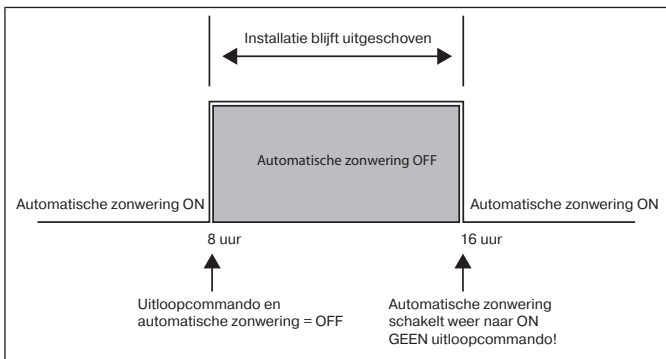 Installatie blijft uitgeschoven
Automatische zonwering OFF
Automatische zonwering ON
Automatische zonwering ON
8 uur
16 uur
Uitloopcommando en
automatische zonwering = OFF
Automatische zonwering
schakelt weer naar ON
GEEN uitloopcommando!